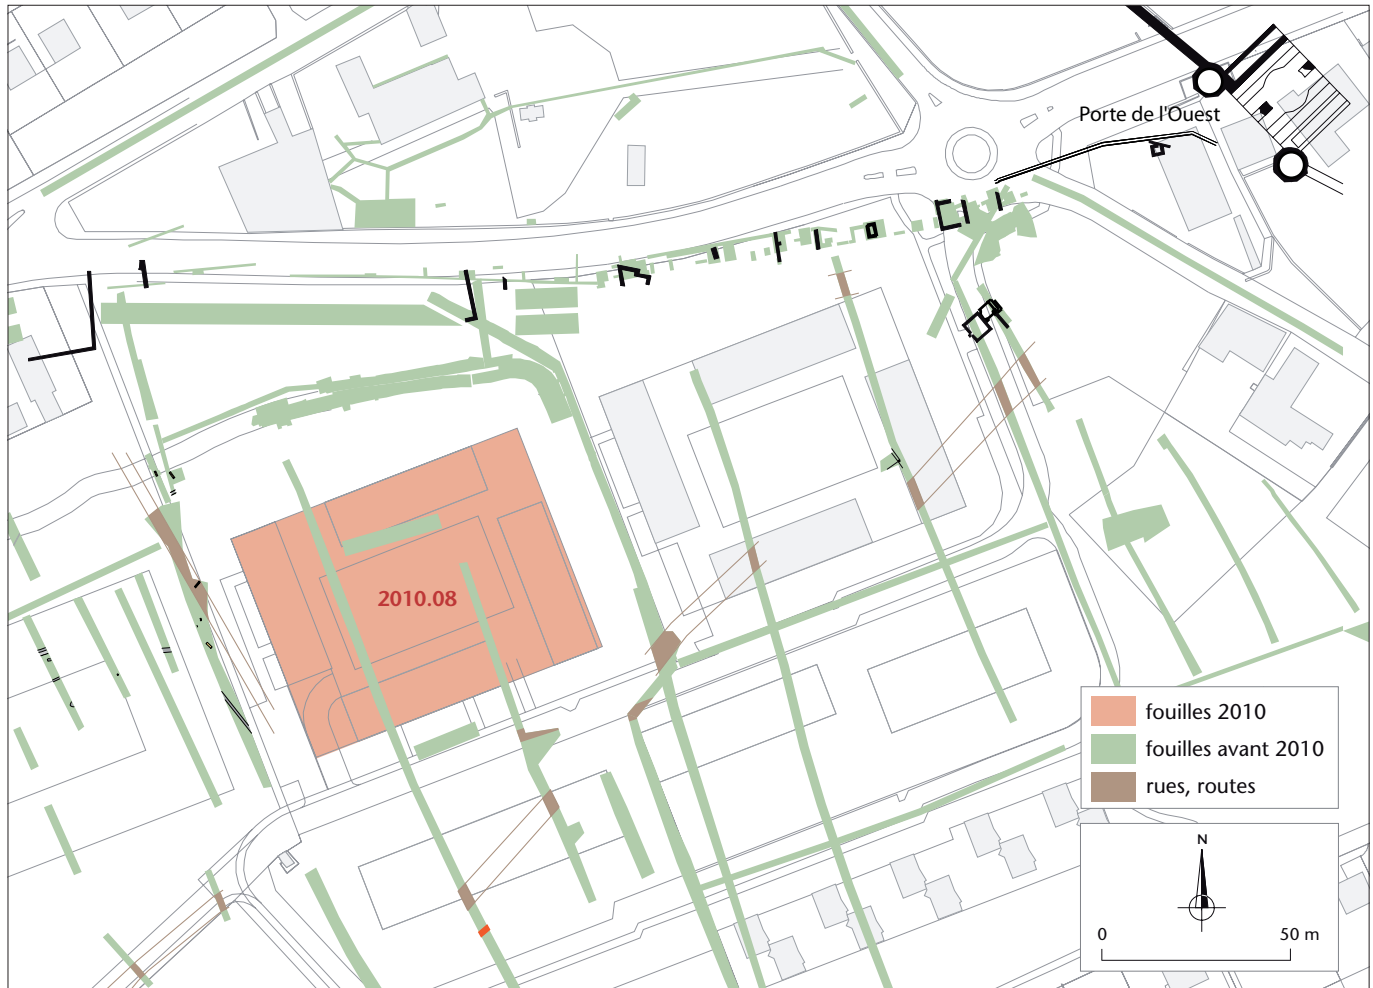 Porte de l'Ouest
2010.08
fouilles 2010
fouilles avant 2010
rues, routes
N
0 50 m